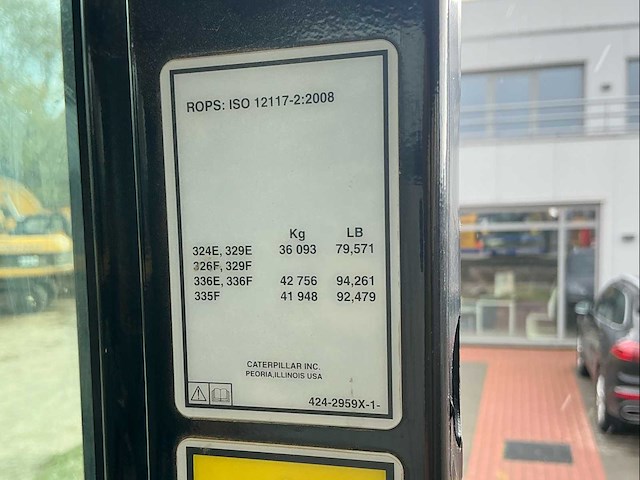 ROPS: ISO 12117-2:2008
Kg LB
324E, 329E 36 093 79,571
326F, 329F
336E, 336F 42 756 94,261
335F 41 948 92,479
CATERPILLAR INC.
PEORIA,ILLINOIS USA
424-2959X-1-